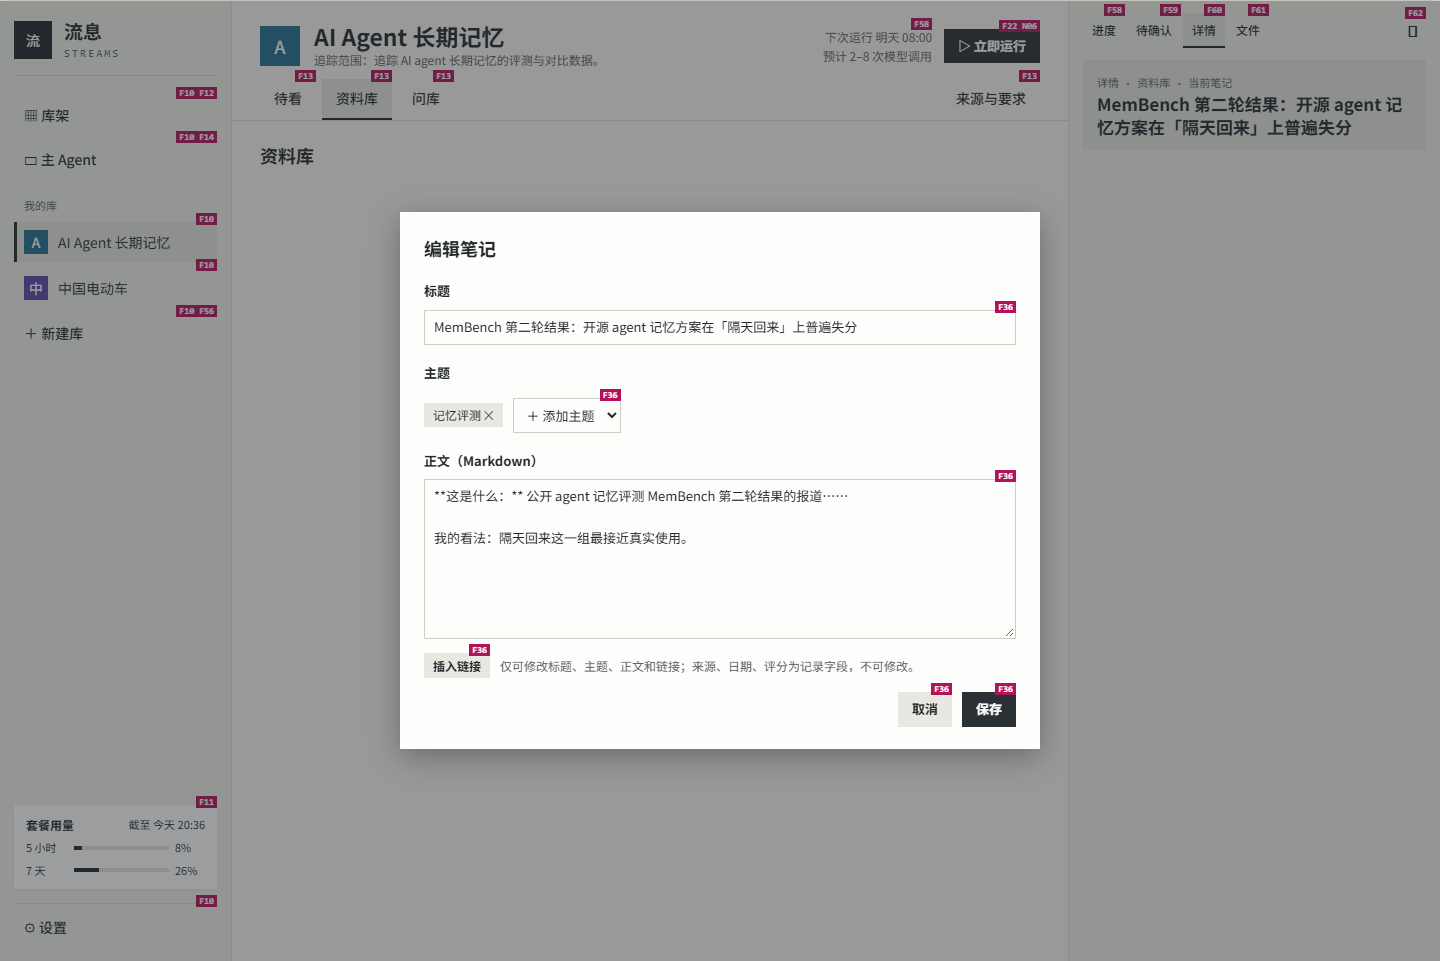 流
流息
STREAMS
F10 F12
库架
F10 F14
主 Agent
我的库
F10
A AI Agent 长期记忆
F10
中 中国电动车
F10 F56
＋ 新建库
F11
套餐用量 截至 今天 20:36
5 小时 8%
7 天 26%
F10
设置
A
AI Agent 长期记忆
追踪范围：追踪 AI agent 长期记忆的评测与对比数据。
F58
下次运行 明天 08:00
预计 2–8 次模型调用
F22 N06
▷ 立即运行
F13 F13 F13 F13
待看 资料库 问库 来源与要求
资料库
编辑笔记
标题
F36
MemBench 第二轮结果：开源 agent 记忆方案在「隔天回来」上普遍失分
主题
F36
记忆评测 ╳ ＋ 添加主题
正文（Markdown）
F36
**这是什么：** 公开 agent 记忆评测 MemBench 第二轮结果的报道……
我的看法：隔天回来这一组最接近真实使用。
F36
插入链接 仅可修改标题、主题、正文和链接；来源、日期、评分为记录字段，不可修改。
F36 F36
取消 保存
F58 F59 F60 F61 F62
进度 待确认 详情 文件
详情 · 资料库 · 当前笔记
MemBench 第二轮结果：开源 agent 记
忆方案在「隔天回来」上普遍失分